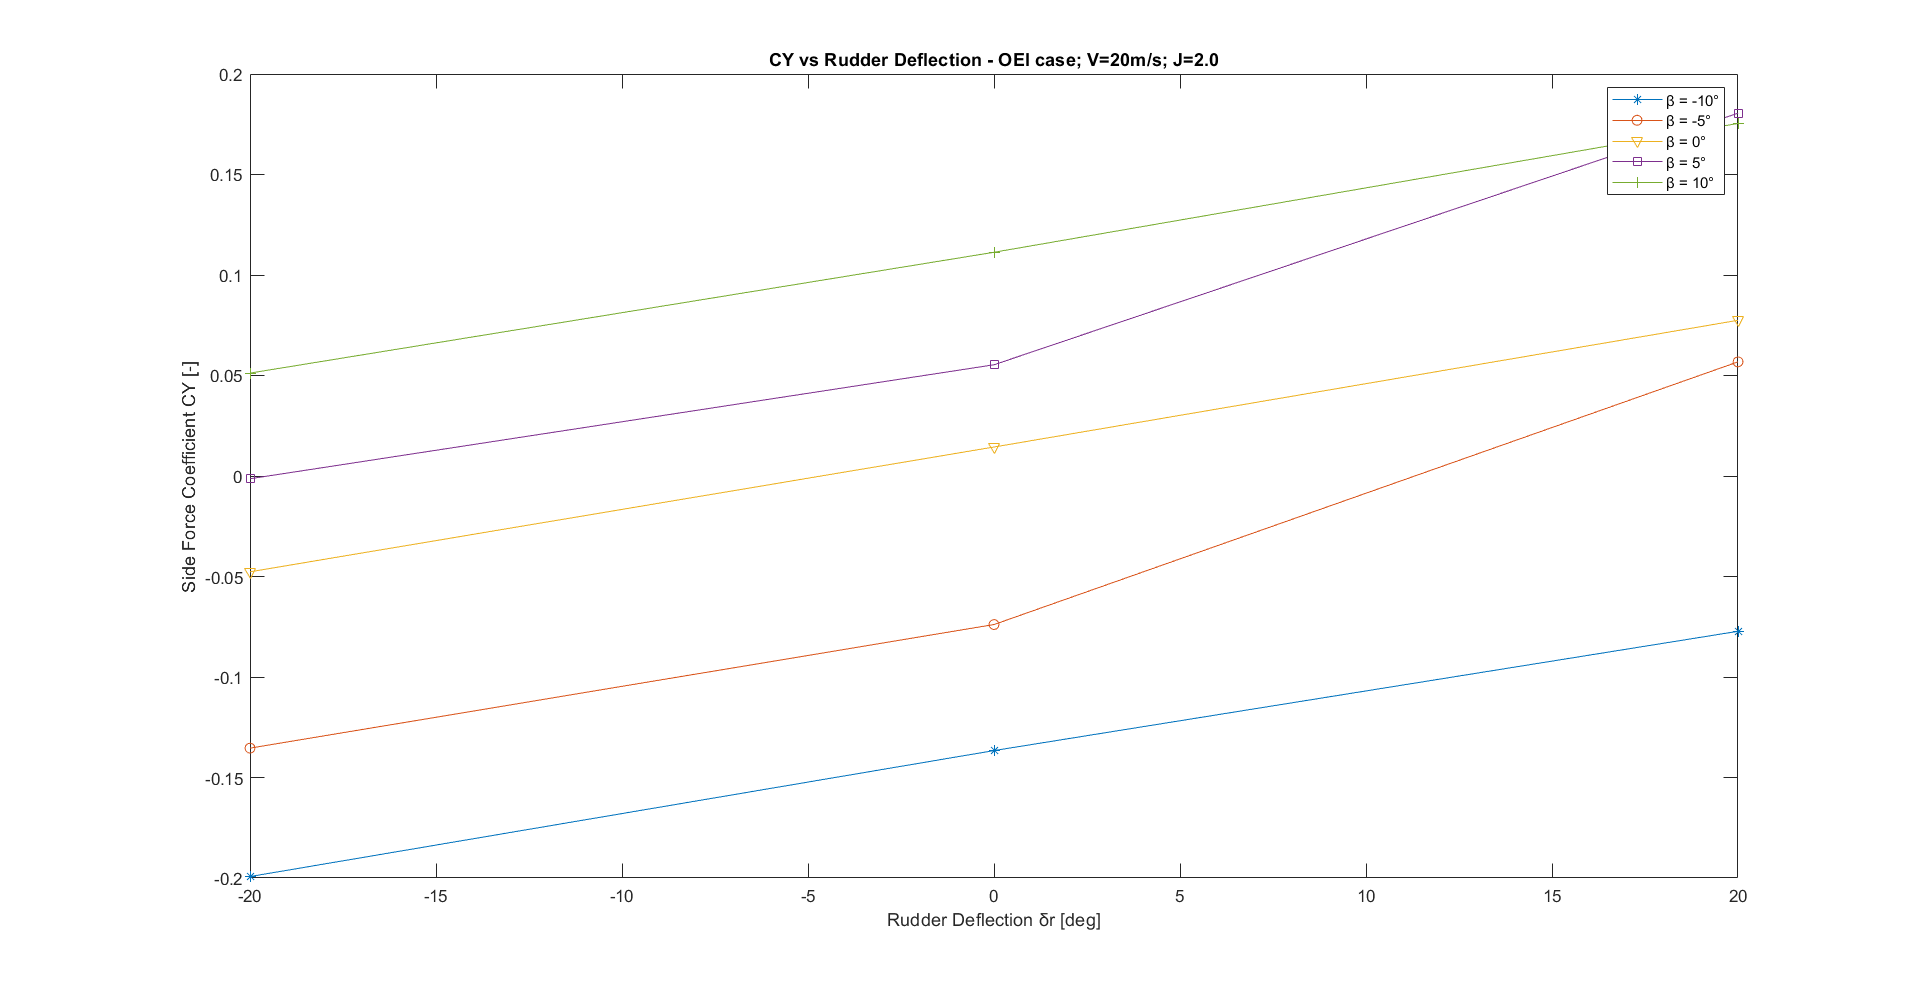 CY vs Rudder Deflection - OEI case; V=20m/s; J=2.0
0.2
0.15
0.1
0.05
0
-0.05
-0.1
-0.15
-0.2
Side Force Coefficient CY [-]
β = -10°
β = -5°
β = 0°
β = 5°
β = 10°
-20
-15
-10
-5
0
5
10
15
20
Rudder Deflection δr [deg]